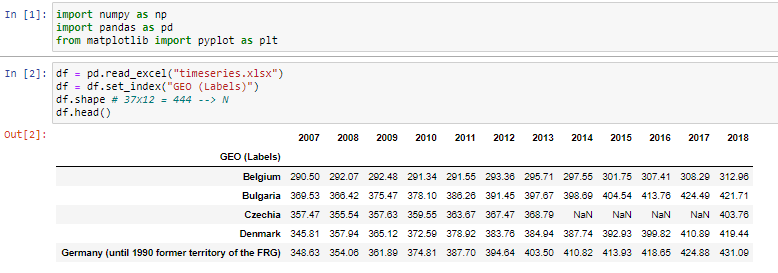 In [1]: import numpy as np
import pandas as pd
from matplotlib import pyplot as plt
In [2]: df = pd.read_excel("timeseries.xlsx")
df = df.set_index("GEO (Labels)")
df.shape # 37X12 = 444 --> N
df.head()
Out[2]:
2007 2008 2009 2010 2011 2012 2013 2014 2015 2016 2017 2018
GEO (Labels)
Belgium 290.50 292.07 292.48 291.34 291.55 293.36 295.71 297.55 301.75 307.41 308.29 312.96
Bulgaria 369.53 366.42 375.47 378.10 386.26 391.45 397.67 398.69 404.54 413.76 424.49 421.71
Czechia 357.47 355.54 357.63 359.55 363.67 367.47 368.79 NaN NaN NaN NaN 403.76
Denmark 345.81 357.94 365.12 372.59 378.92 383.76 384.94 387.74 392.93 399.82 410.89 419.44
Germany (until 1990 former territory of the FRG) 348.63 354.06 361.89 374.81 387.70 394.64 403.50 410.82 413.93 418.65 424.88 431.09